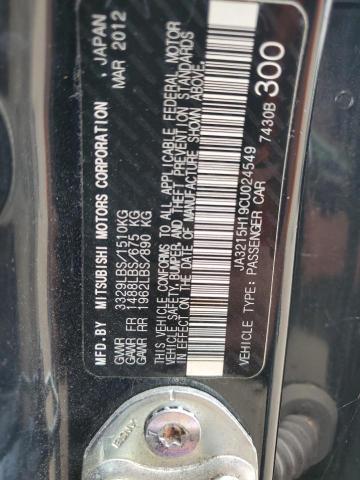 MFD.BY MITSUBISHI MOTORS CORPORATION , JAPAN
MAR 2012
GVWR 3329LBS/1510KG
GAWR FR 1488LBS/675 KG
GAWR RR 1962LBS/890 KG
THIS VEHICLE CONFORMS TO ALL APPLICABLE FEDERAL MOTOR
VEHICLE SAFETY, BUMPER, AND THEFT PREVENTION STANDARDS
IN EFFECT ON THE DATE OF MANUFACTURE SHOWN ABOVE.
JA3215H19CU024549
VEHICLE TYPE: PASSENGER CAR
7430B 300